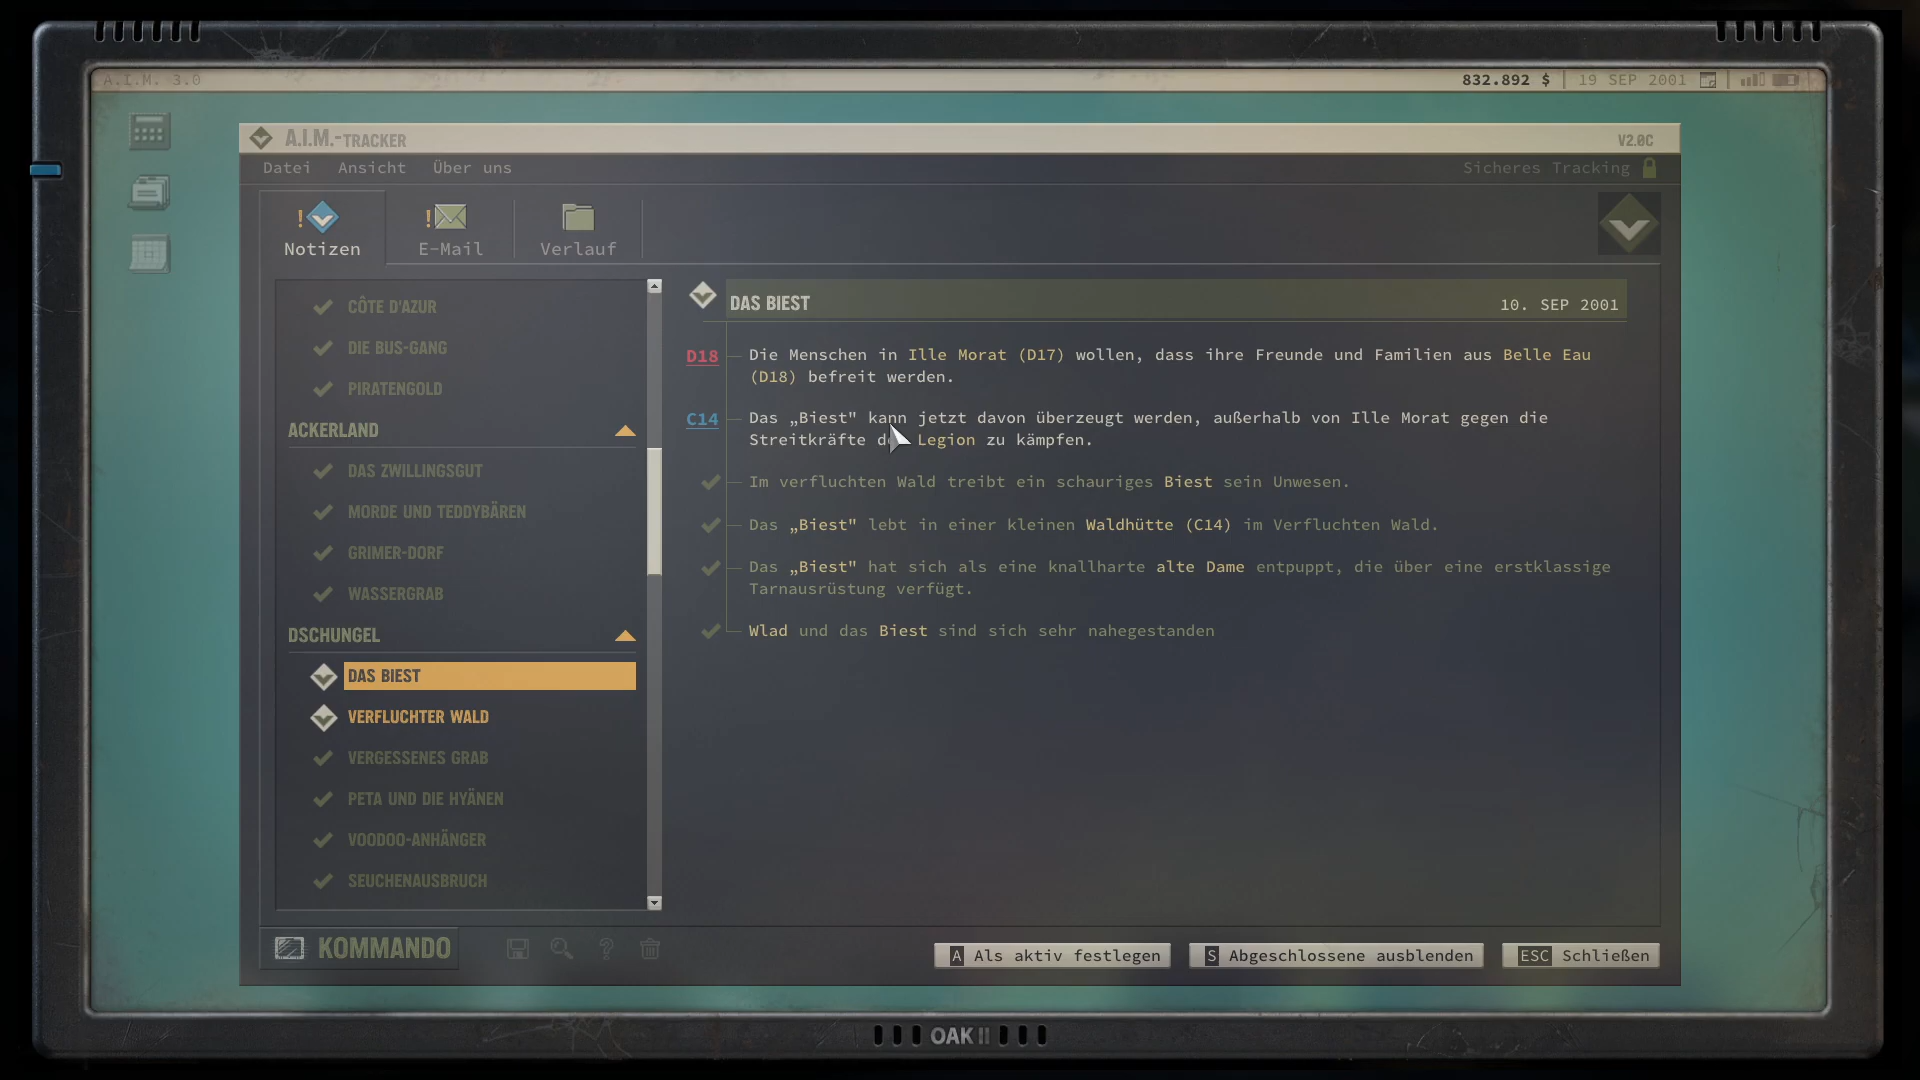 A.I.M. 3.0
832.892 $ | 19 SEP 2001
A.I.M.-TRACKER
V2.0C
Datei Ansicht Über uns
Sicheres Tracking
! Notizen
! E-Mail
Verlauf
CÔTE D'AZUR
DIE BUS-GANG
PIRATENGOLD
ACKERLAND
DAS ZWILLINGSGUT
MORDE UND TEDDYBÄREN
GRIMER-DORF
WASSERGRAB
DSCHUNGEL
DAS BIEST
VERFLUCHTER WALD
VERGESSENES GRAB
PETA UND DIE HYÄNEN
VOODOO-ANHÄNGER
SEUCHENAUSBRUCH
DAS BIEST
10. SEP 2001
D18 Die Menschen in Ille Morat (D17) wollen, dass ihre Freunde und Familien aus Belle Eau
(D18) befreit werden.
C14 Das „Biest" kann jetzt davon überzeugt werden, außerhalb von Ille Morat gegen die
Streitkräfte Legion zu kämpfen.
Im verfluchten Wald treibt ein schauriges Biest sein Unwesen.
Das „Biest" lebt in einer kleinen Waldhütte (C14) im Verfluchten Wald.
Das „Biest" hat sich als eine knallharte alte Dame entpuppt, die über eine erstklassige
Tarnausrüstung verfügt.
Wlad und das Biest sind sich sehr nahegestanden
KOMMANDO
?
A Als aktiv festlegen
S Abgeschlossene ausblenden
ESC Schließen
OAK II